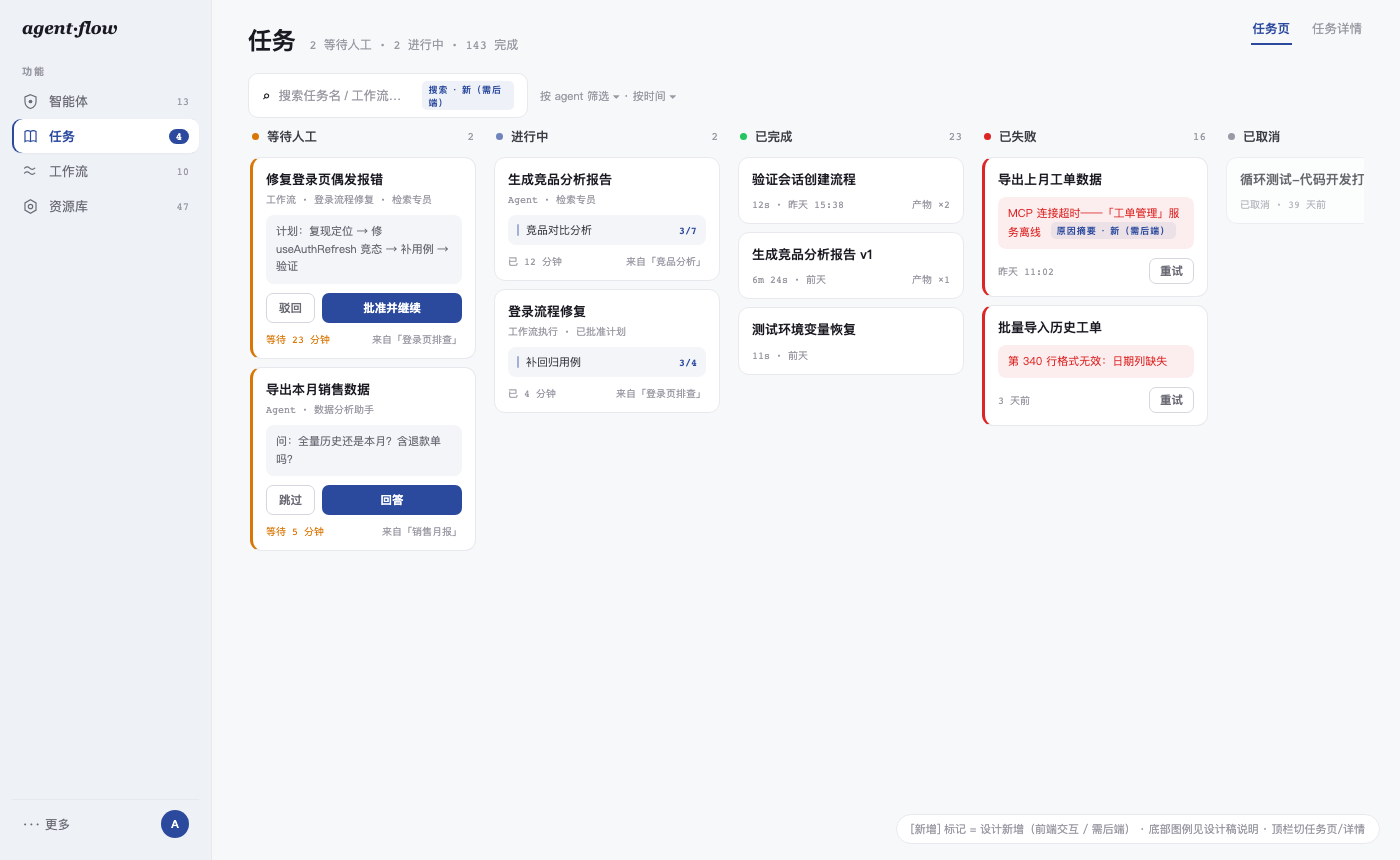 agent·flow
功能
智能体 13
任务 4
工作流 10
资源库 47
··· 更多 A
任务 2 等待人工 · 2 进行中 · 143 完成
任务页 任务详情
搜索任务名 / 工作流…
搜索 · 新（需后
端）
按 agent 筛选 · 按时间
等待人工 2
修复登录页偶发报错
工作流 · 登录流程修复 · 检索专员
计划：复现定位 → 修
useAuthRefresh 竞态 → 补用例 →
验证
驳回 批准并继续
等待 23 分钟 来自「登录页排查」
导出本月销售数据
Agent · 数据分析助手
问：全量历史还是本月？含退款单
吗？
跳过 回答
等待 5 分钟 来自「销售月报」
进行中 2
生成竞品分析报告
Agent · 检索专员
竞品对比分析 3/7
已 12 分钟 来自「竞品分析」
登录流程修复
工作流执行 · 已批准计划
补回归用例 3/4
已 4 分钟 来自「登录页排查」
已完成 23
验证会话创建流程
12s · 昨天 15:38 产物 ×2
生成竞品分析报告 v1
6m 24s · 前天 产物 ×1
测试环境变量恢复
11s · 前天
已失败 16
导出上月工单数据
MCP 连接超时——「工单管理」服
务离线 原因摘要 · 新（需后端）
昨天 11:02 重试
批量导入历史工单
第 340 行格式无效：日期列缺失
3 天前 重试
已取消
循环测试-代码开发打
已取消 · 39 天前
[新增] 标记 = 设计新增（前端交互 / 需后端） · 底部图例见设计稿说明 · 顶栏切任务页/详情